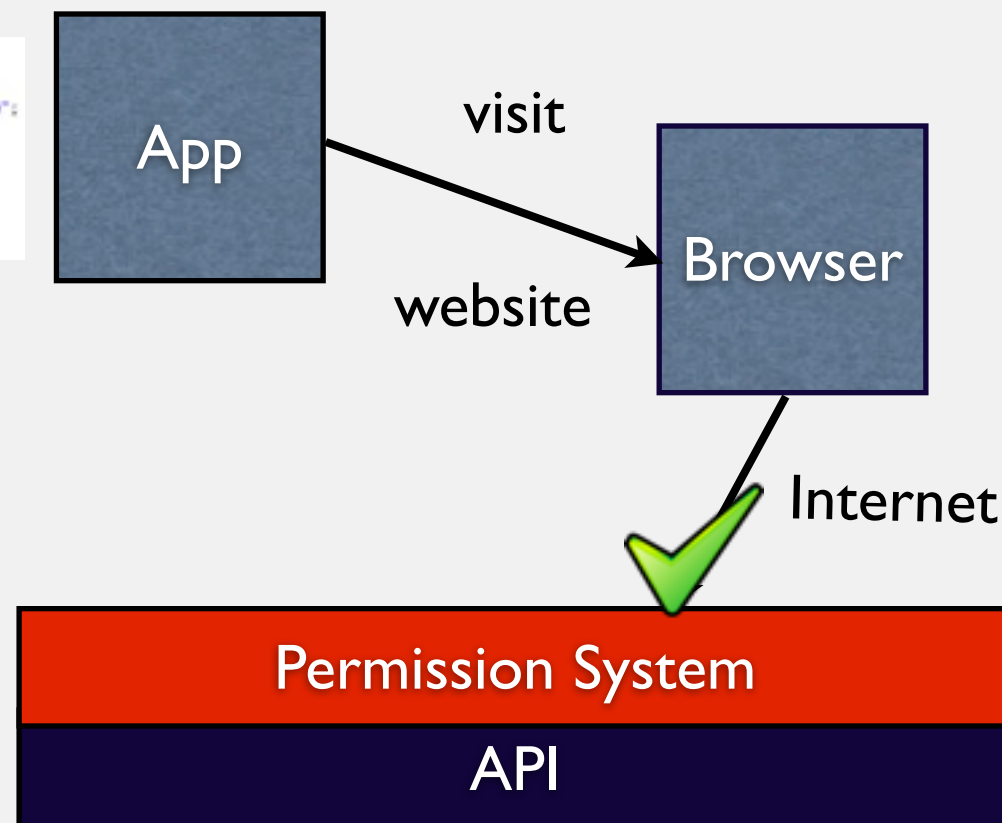 App
visit
Browser
website
Internet
Permission System
API